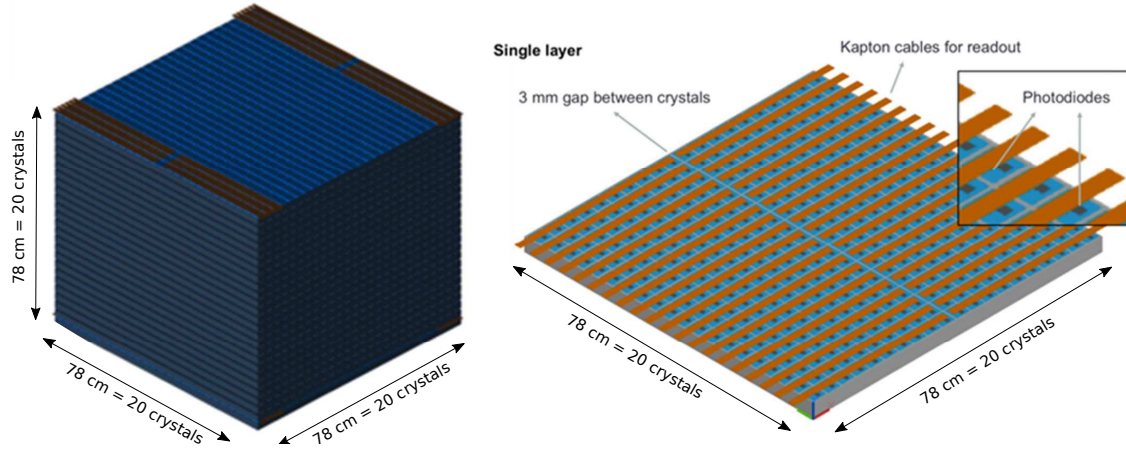 78 cm = 20 crystals
78 cm = 20 crystals
78 cm = 20 crystals
Single layer
Kapton cables for readout
3 mm gap between crystals
Photodiodes
78 cm = 20 crystals
78 cm = 20 crystals